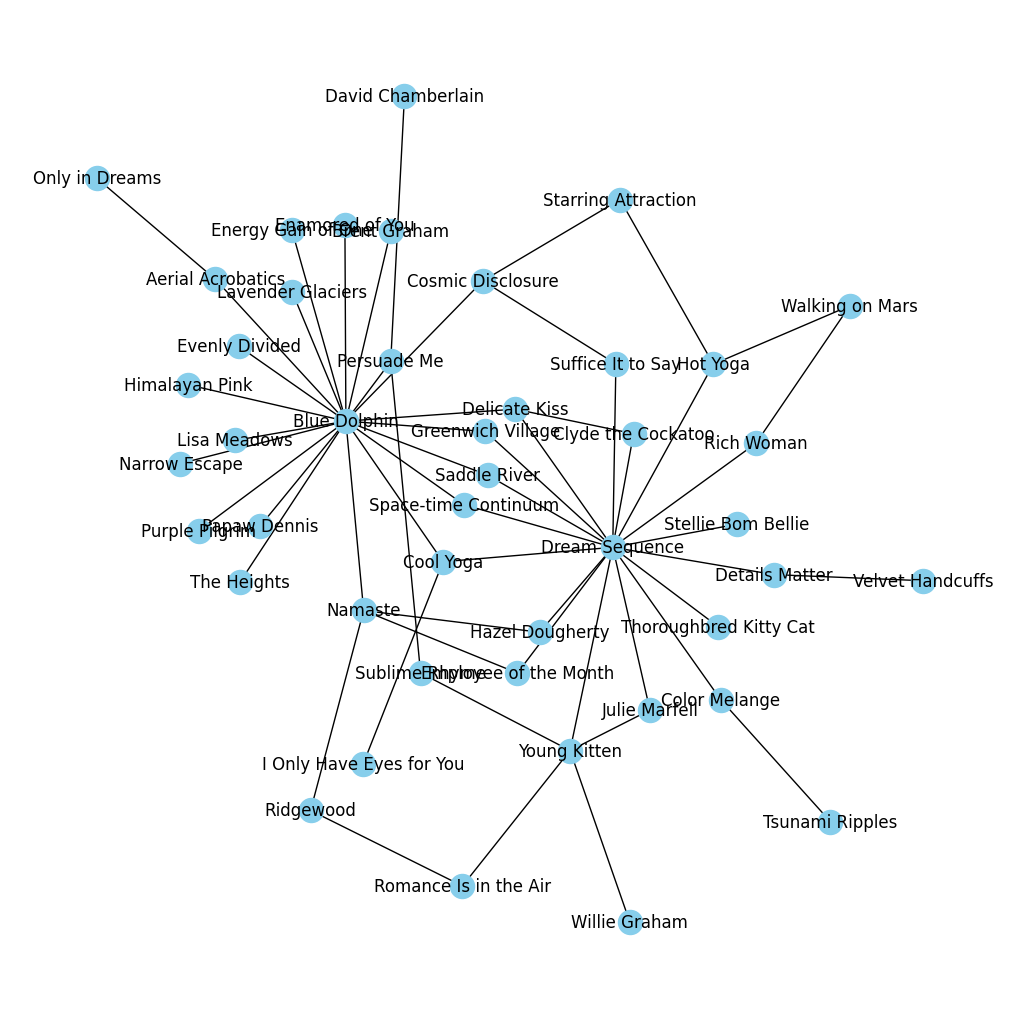 David Chamberlain
Only in Dreams
Starring Attraction
Enamored of You
Energy Gain of One
Brent Graham
Aerial Acrobatics
Cosmic Disclosure
Lavender Glaciers
Walking on Mars
Evenly Divided
Persuade Me
Suffice It to Say
Hot Yoga
Himalayan Pink
Delicate Kiss
Blue Dolphin
Greenwich Village
Clyde the Cockatoo
Lisa Meadows
Rich Woman
Narrow Escape
Saddle River
Space-time Continuum
Stellie Bom Bellie
Purple Pilgrim
Papaw Dennis
Dream Sequence
Cool Yoga
Details Matter
Velvet Handcuffs
The Heights
Namaste
Hazel Dougherty
Thoroughbred Kitty Cat
Sublime Rhyme
Employee of the Month
Color Melange
Julie Marfell
Young Kitten
I Only Have Eyes for You
Ridgewood
Tsunami Ripples
Romance Is in the Air
Willie Graham